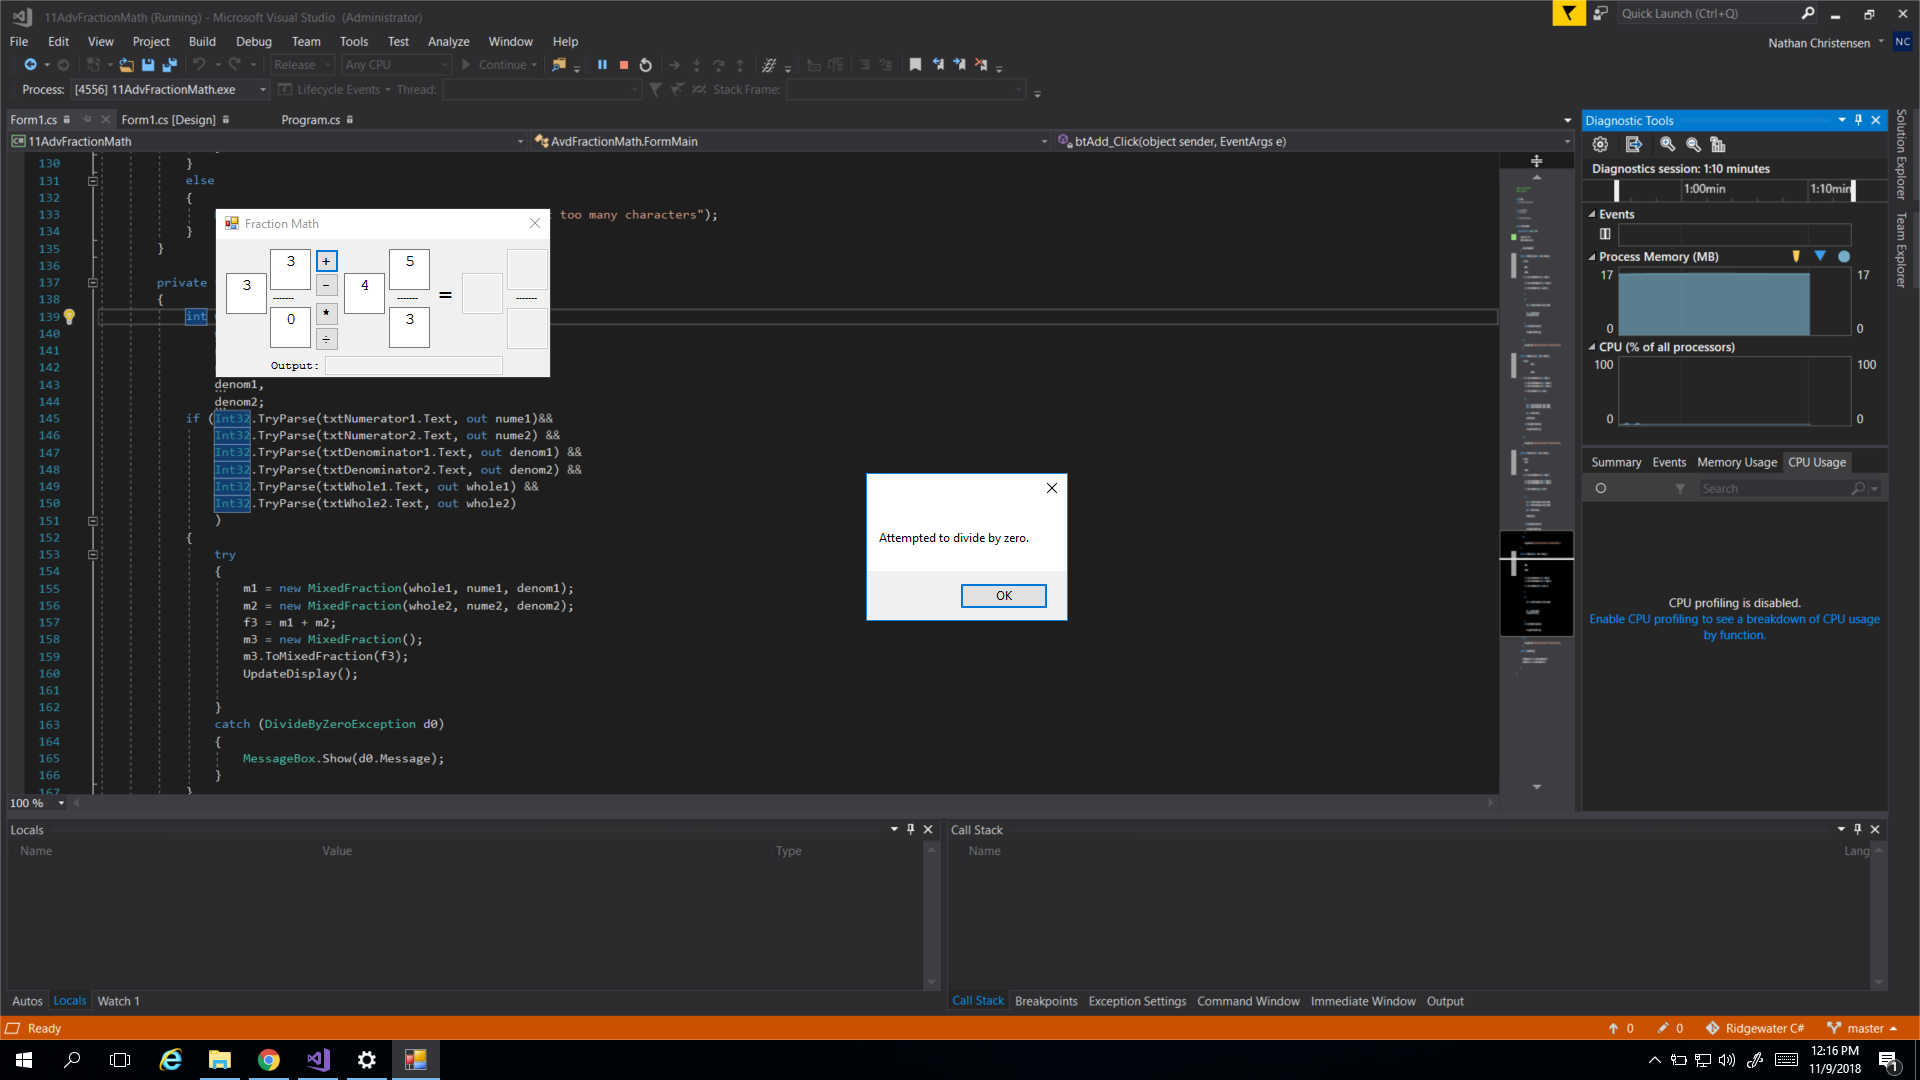 11AdvFractionMath (Running) - Microsoft Visual Studio (Administrator)
Quick Launch (Ctrl+Q)
File Edit View Project Build Debug Team Tools Test Analyze Window Help
Nathan Christensen NC
Release Any CPU Continue
Process: [4556] 11AdvFractionMath.exe Lifecycle Events Thread: Stack Frame:
Form1.cs Form1.cs [Design] Program.cs
11AdvFractionMath AvdFractionMath.FormMain btAdd_Click(object sender, EventArgs e)
130 }
131 else
132 {
133 too many characters");
134 }
135 }
136
137 private
138 {
139 int
140
141
142
143 denom1,
144 denom2;
145 if (Int32.TryParse(txtNumerator1.Text, out nume1)&&
146 Int32.TryParse(txtNumerator2.Text, out nume2) &&
147 Int32.TryParse(txtDenominator1.Text, out denom1) &&
148 Int32.TryParse(txtDenominator2.Text, out denom2) &&
149 Int32.TryParse(txtWhole1.Text, out whole1) &&
150 Int32.TryParse(txtWhole2.Text, out whole2)
151 )
152 {
153 try
154 {
155 m1 = new MixedFraction(whole1, nume1, denom1);
156 m2 = new MixedFraction(whole2, nume2, denom2);
157 f3 = m1 + m2;
158 m3 = new MixedFraction();
159 m3.ToMixedFraction(f3);
160 UpdateDisplay();
161
162 }
163 catch (DivideByZeroException d0)
164 {
165 MessageBox.Show(d0.Message);
166 }
167 }
100 %
Fraction Math
3 + 5
3 - 4 =
------- ------- -------
0 * 3
÷
Output:
Attempted to divide by zero.
OK
Diagnostic Tools
Diagnostics session: 1:10 minutes
1:00min 1:10min
Events
Process Memory (MB)
17 17
0 0
CPU (% of all processors)
100 100
0 0
Summary Events Memory Usage CPU Usage
Search
CPU profiling is disabled.
Enable CPU profiling to see a breakdown of CPU usage
by function.
Solution Explorer
Team Explorer
Locals
Name Value Type
Autos Locals Watch 1
Call Stack
Name Lang
Call Stack Breakpoints Exception Settings Command Window Immediate Window Output
Ready 0 0 Ridgewater C# master
12:16 PM
11/9/2018
1